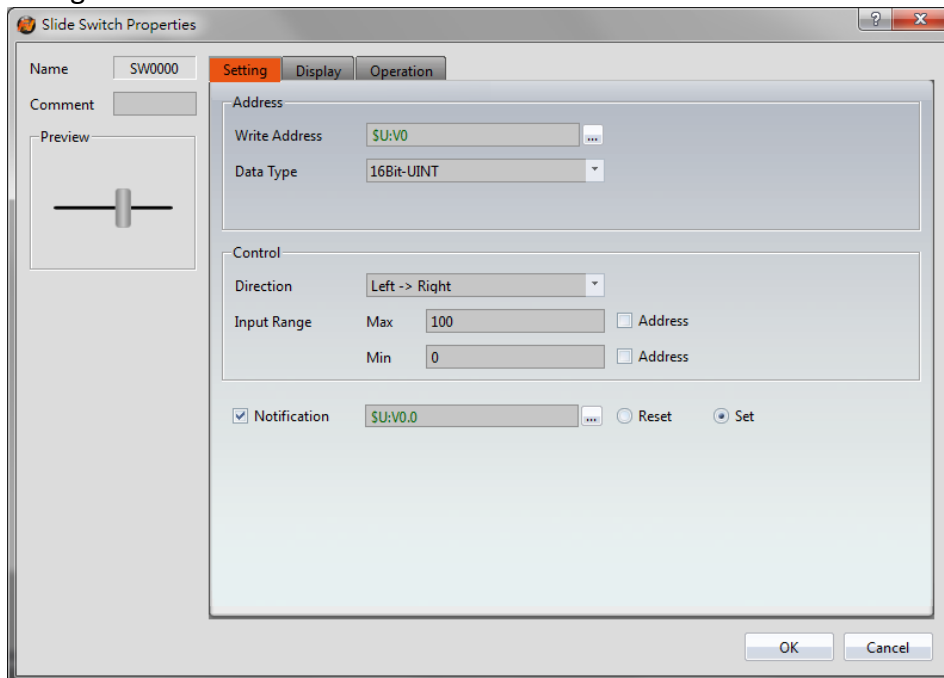 Slide Switch Properties
?
X
Name SW0000
Comment
Preview
Setting Display Operation
Address
Write Address $U:V0 ...
Data Type 16Bit-UINT
Control
Direction Left -> Right
Input Range Max 100 Address
Min 0 Address
Notification $U:V0.0 ... Reset Set
OK Cancel